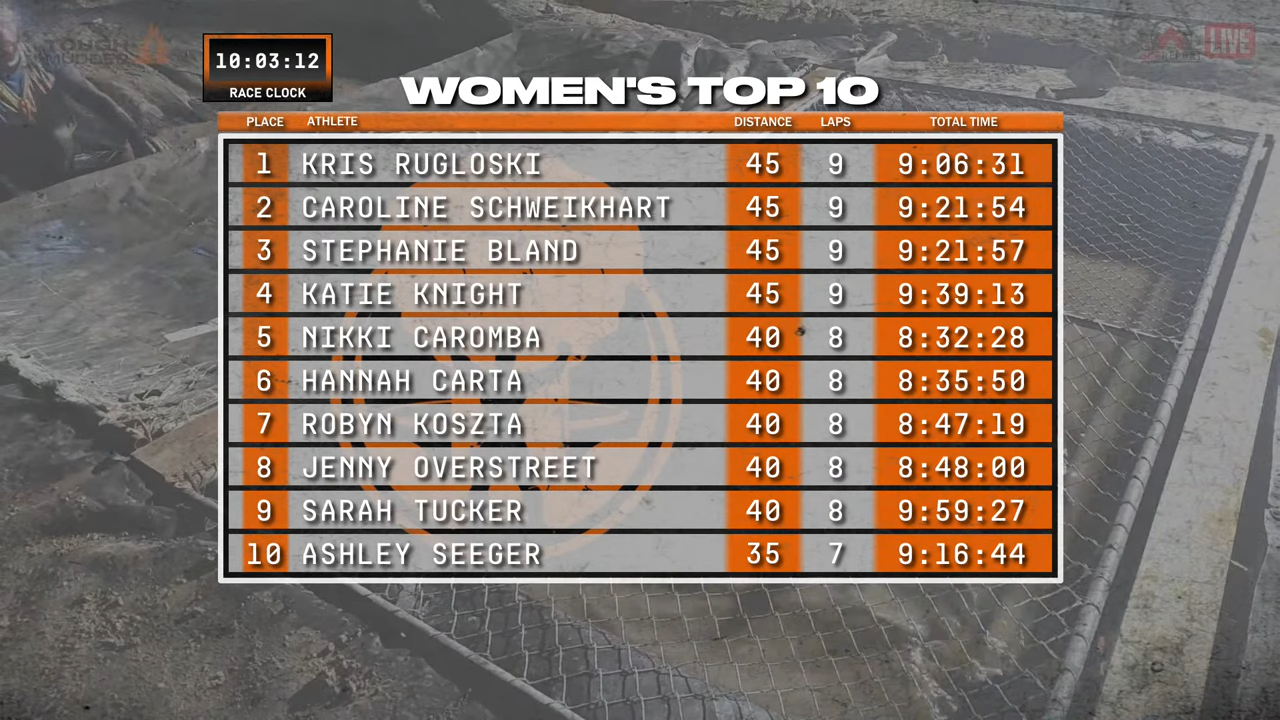 TOUGH
MUDDER
LIVE
10:03:12
RACE CLOCK
WOMEN'S TOP 10
PLACE ATHLETE DISTANCE LAPS TOTAL TIME
1 KRIS RUGLOSKI 45 9 9:06:31
2 CAROLINE SCHWEIKHART 45 9 9:21:54
3 STEPHANIE BLAND 45 9 9:21:57
4 KATIE KNIGHT 45 9 9:39:13
5 NIKKI CAROMBA 40 8 8:32:28
6 HANNAH CARTA 40 8 8:35:50
7 ROBYN KOSZTA 40 8 8:47:19
8 JENNY OVERSTREET 40 8 8:48:00
9 SARAH TUCKER 40 8 9:59:27
10 ASHLEY SEEGER 35 7 9:16:44